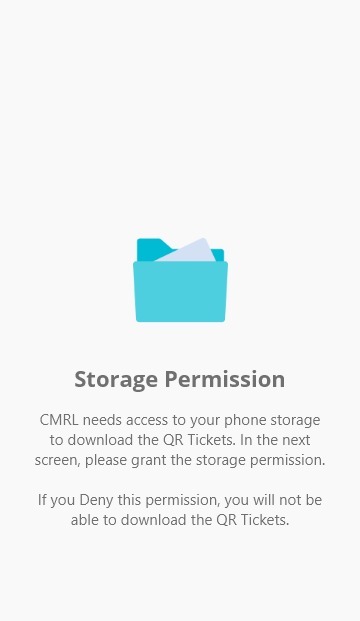 Storage Permission
CMRL needs access to your phone storage
to download the QR Tickets. In the next
screen, please grant the storage permission.
If you Deny this permission, you will not be
able to download the QR Tickets.